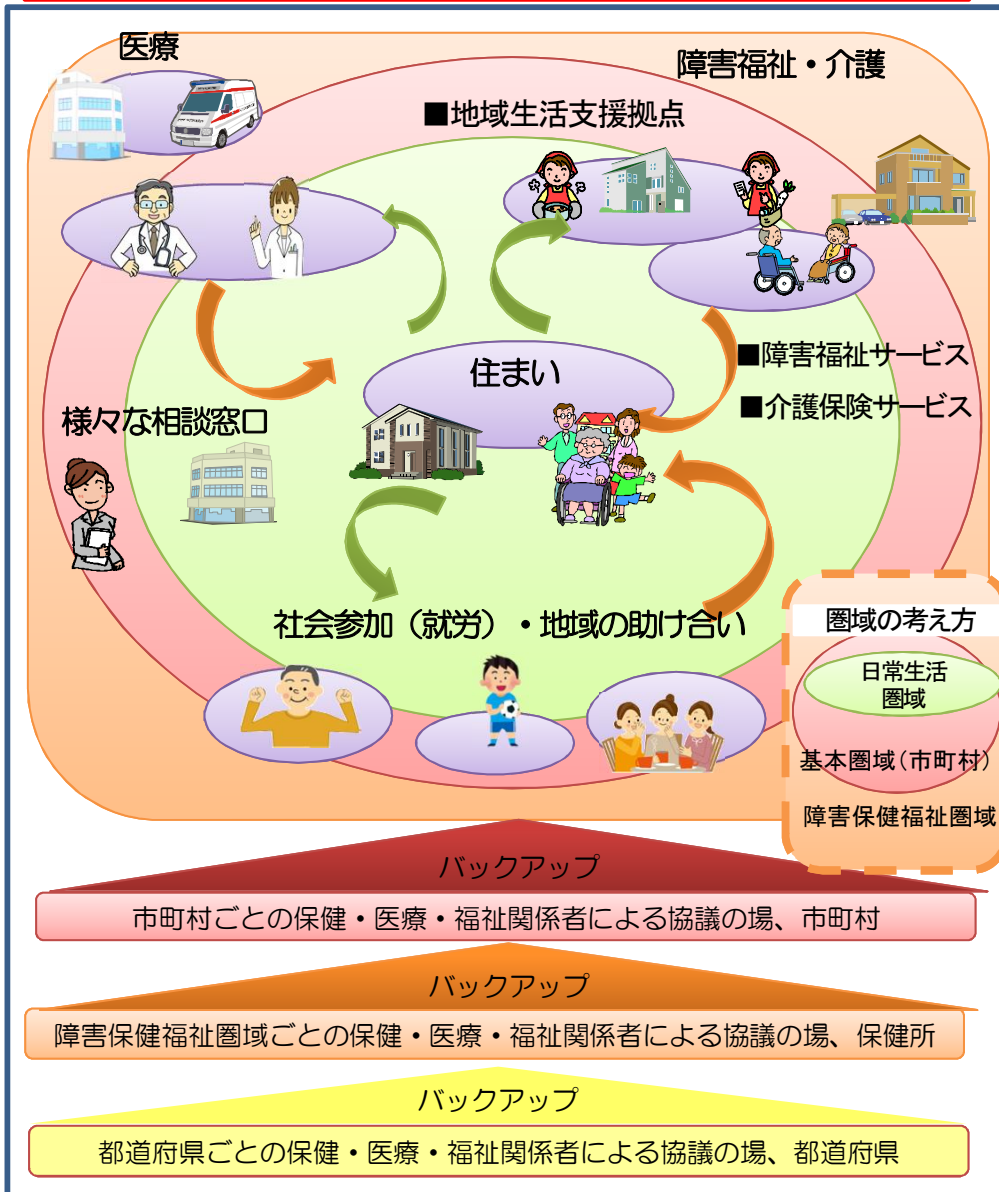 医療
障害福祉・介護
■地域生活支援拠点
住まい
■障害福祉サービス
■介護保険サービス
様々な相談窓口
社会参加（就労）・地域の助け合い
圏域の考え方
日常生活
圏域
基本圏域（市町村）
障害保健福祉圏域
バックアップ
市町村ごとの保健・医療・福祉関係者による協議の場、市町村
バックアップ
障害保健福祉圏域ごとの保健・医療・福祉関係者による協議の場、保健所
バックアップ
都道府県ごとの保健・医療・福祉関係者による協議の場、都道府県